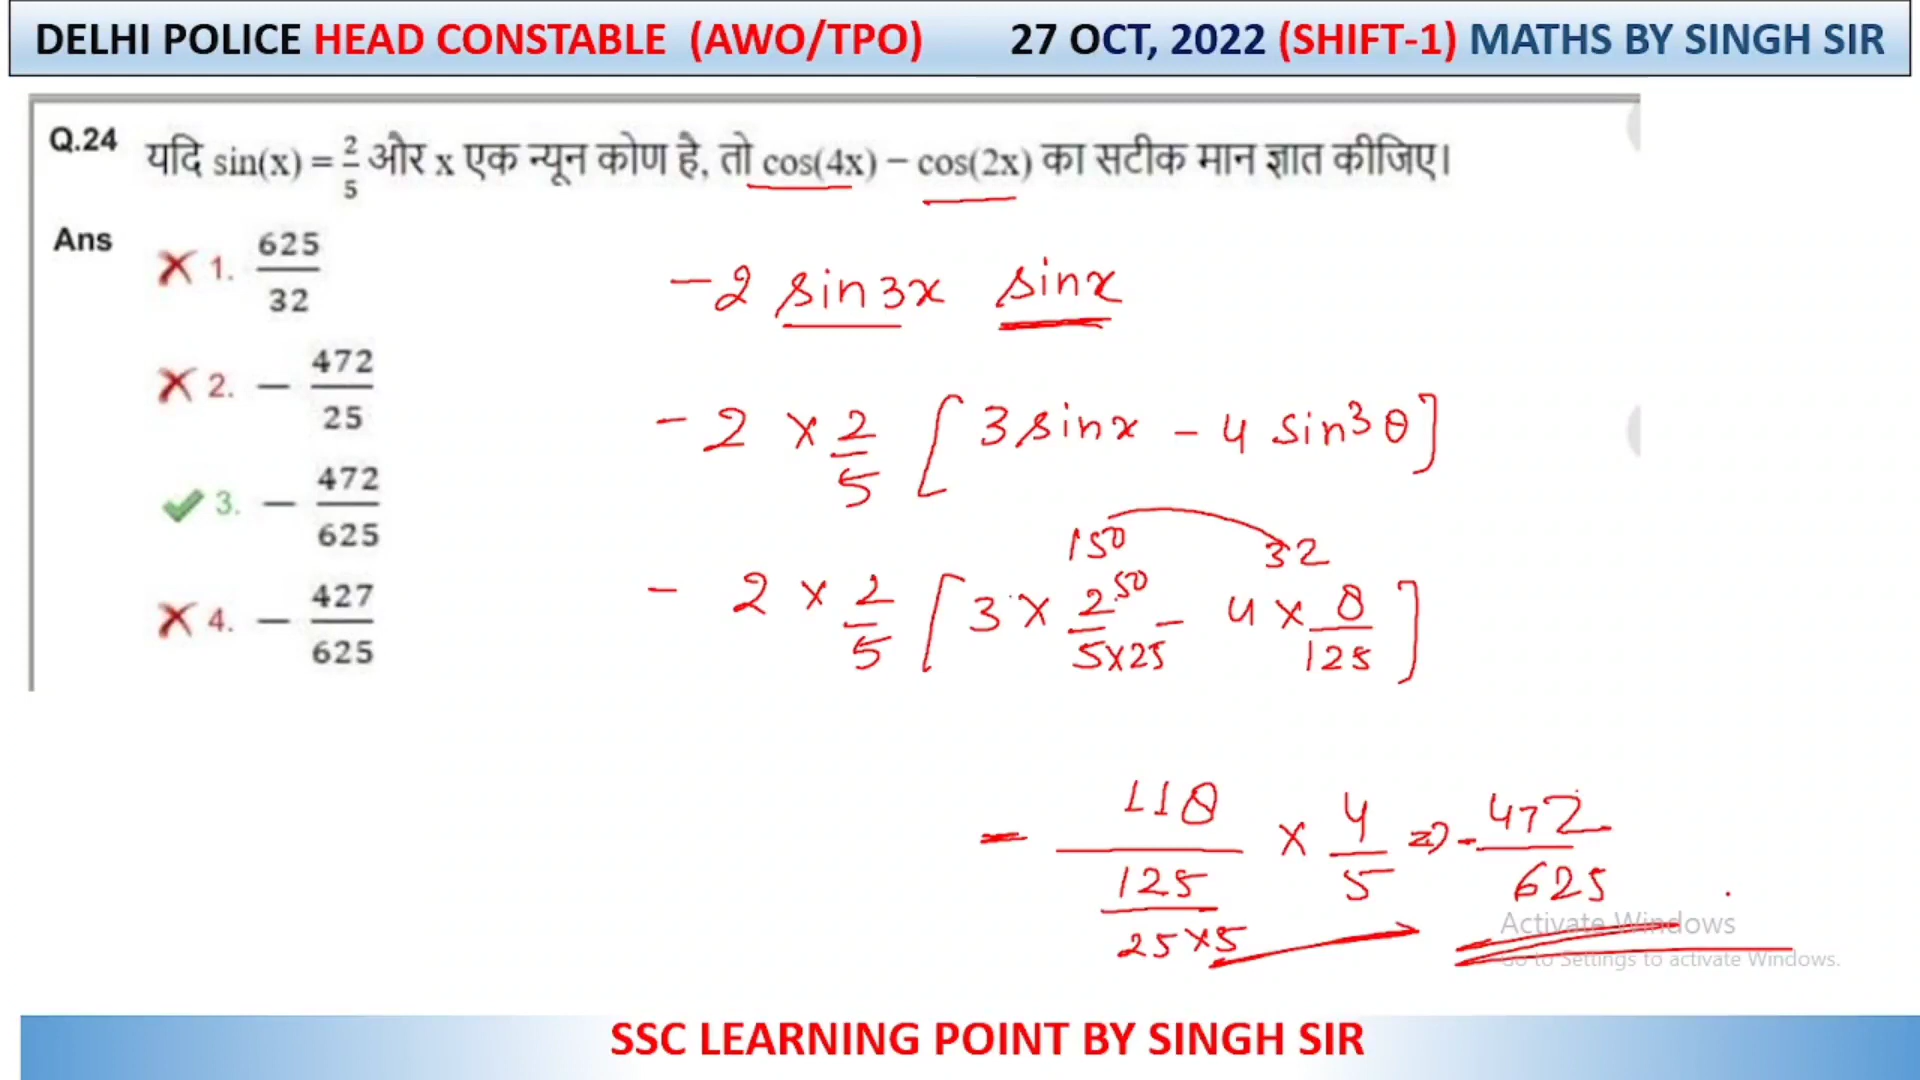 DELHI POLICE HEAD CONSTABLE (AWO/TPO) 27 OCT, 2022 (SHIFT-1) MATHS BY SINGH SIR
Q.24 यदि sin(x) = 2/5 और x एक न्यून कोण है, तो cos(4x) − cos(2x) का सटीक मान ज्ञात कीजिए।
Ans
1. 625/32
2. − 472/25
3. − 472/625
4. − 427/625
-2 sin3x sinx
-2 × 2/5 [3 sinx - 4 sin³θ]
150 32
- 2 × 2/5 [3 × 2/5×25 50 - 4 × 8/125]
- 118/125 × 4/5 => -472/625
25×5
Activate Windows
Go to Settings to activate Windows.
SSC LEARNING POINT BY SINGH SIR